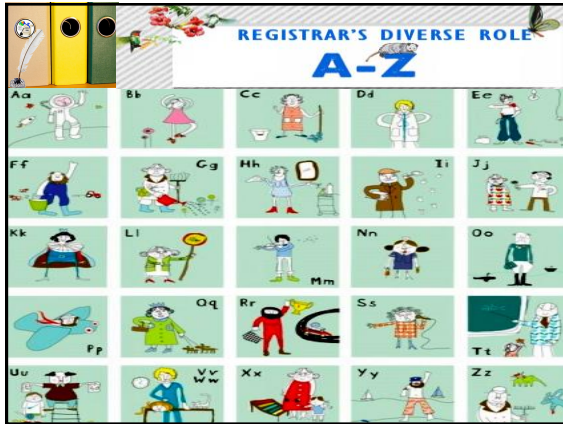 REGISTRAR'S DIVERSE ROLE
A-Z
Aa Bb Cc Dd Ee
Ff Gg Hh Ii Jj
Kk Ll Mm Nn Oo
Pp Qq Rr Ss Tt
Uu Vv Ww Xx Yy Zz